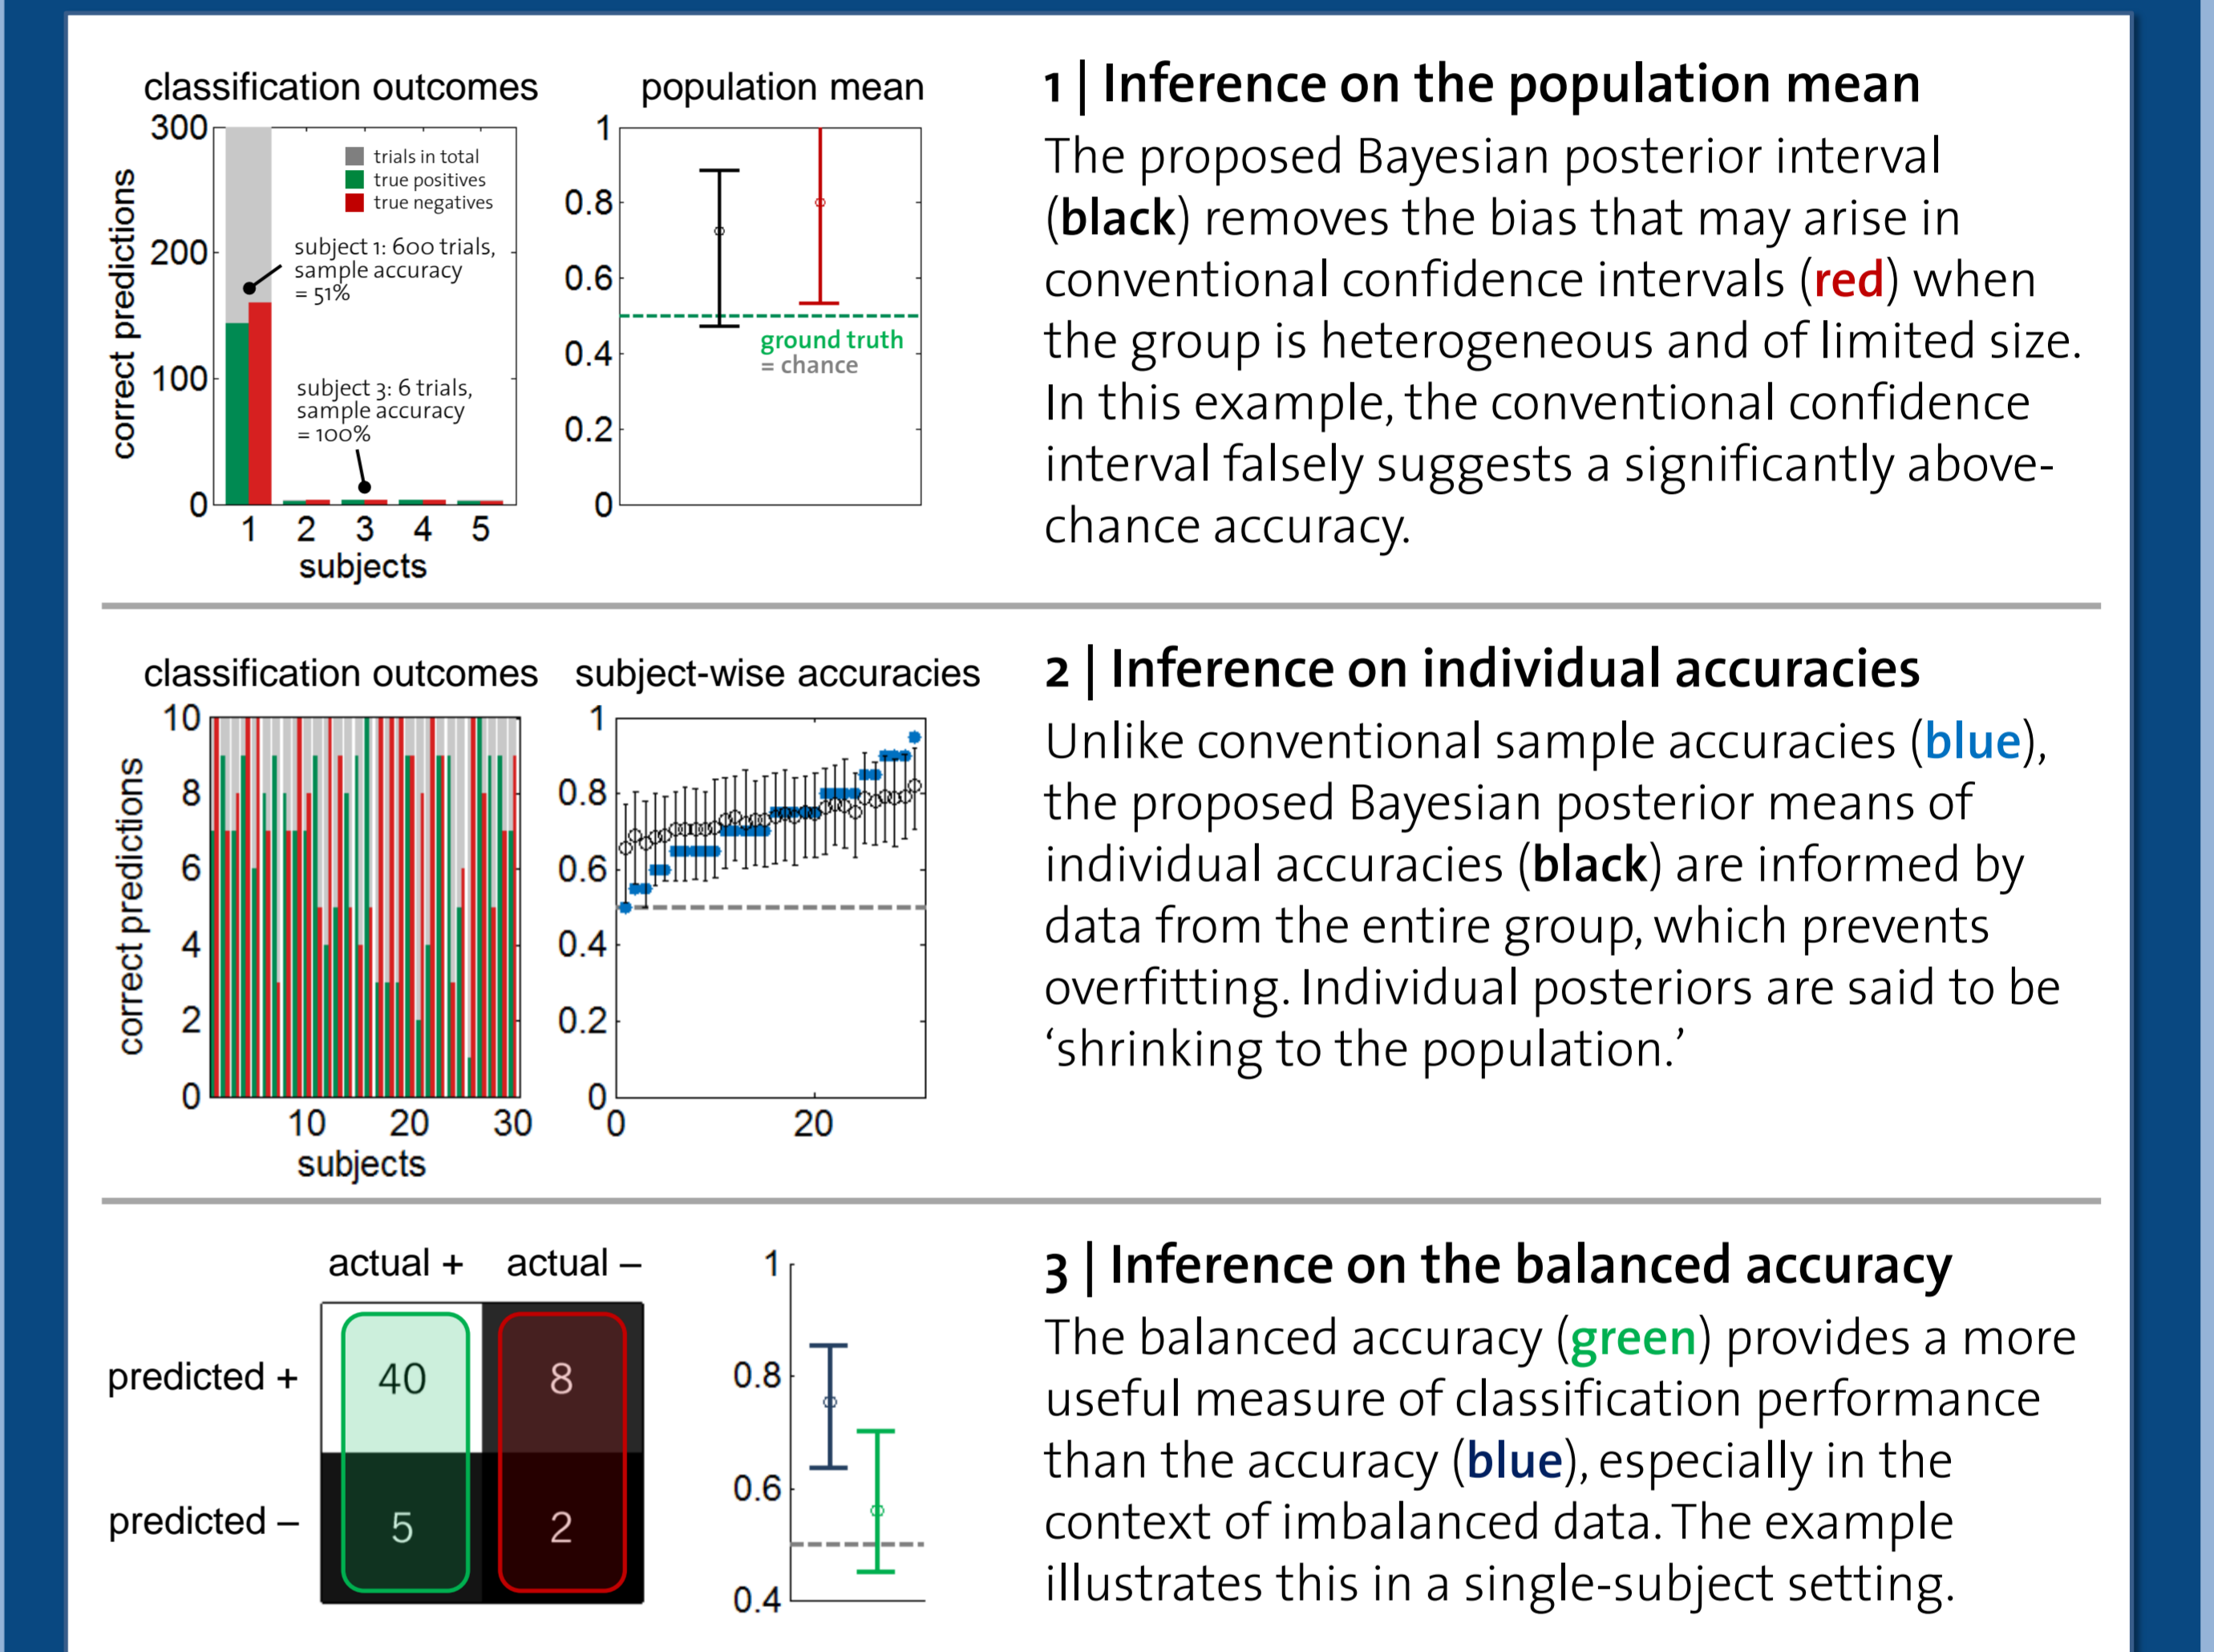 classification outcomes
300
200
100
0
correct predictions
trials in total
true positives
true negatives
subject 1: 600 trials,
sample accuracy
= 51%
subject 3: 6 trials,
sample accuracy
= 100%
1 2 3 4 5
subjects
population mean
1
0.8
0.6
0.4
0.2
0
ground truth
= chance
1 | Inference on the population mean
The proposed Bayesian posterior interval
(black) removes the bias that may arise in
conventional confidence intervals (red) when
the group is heterogeneous and of limited size.
In this example, the conventional confidence
interval falsely suggests a significantly above-
chance accuracy.
classification outcomes
10
8
6
4
2
0
correct predictions
10 20 30
subjects
subject-wise accuracies
1
0.8
0.6
0.4
0.2
0
0 20
2 | Inference on individual accuracies
Unlike conventional sample accuracies (blue),
the proposed Bayesian posterior means of
individual accuracies (black) are informed by
data from the entire group, which prevents
overfitting. Individual posteriors are said to be
‘shrinking to the population.’
actual + actual –
predicted + 40 8
predicted – 5 2
1
0.8
0.6
0.4
3 | Inference on the balanced accuracy
The balanced accuracy (green) provides a more
useful measure of classification performance
than the accuracy (blue), especially in the
context of imbalanced data. The example
illustrates this in a single-subject setting.